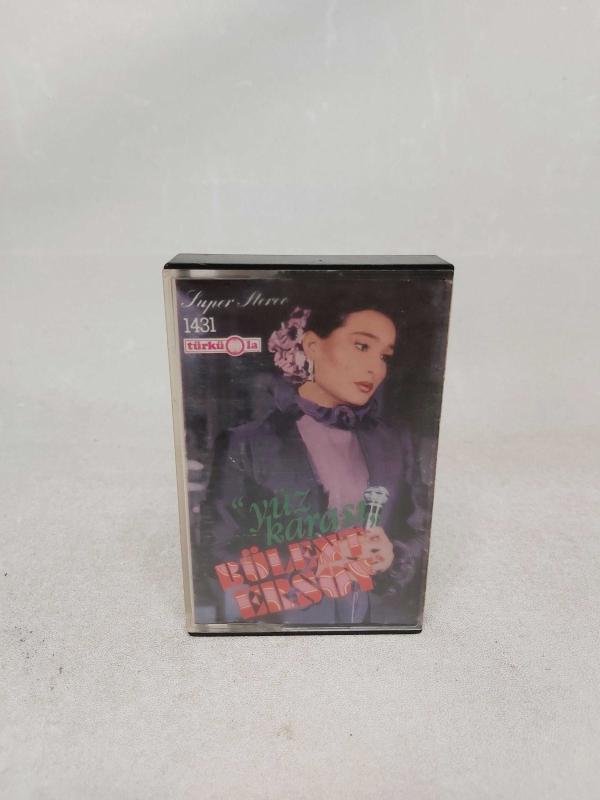 Super Stereo
1431
türküola
"yüz
karası"
BÜLENT
ERSOY